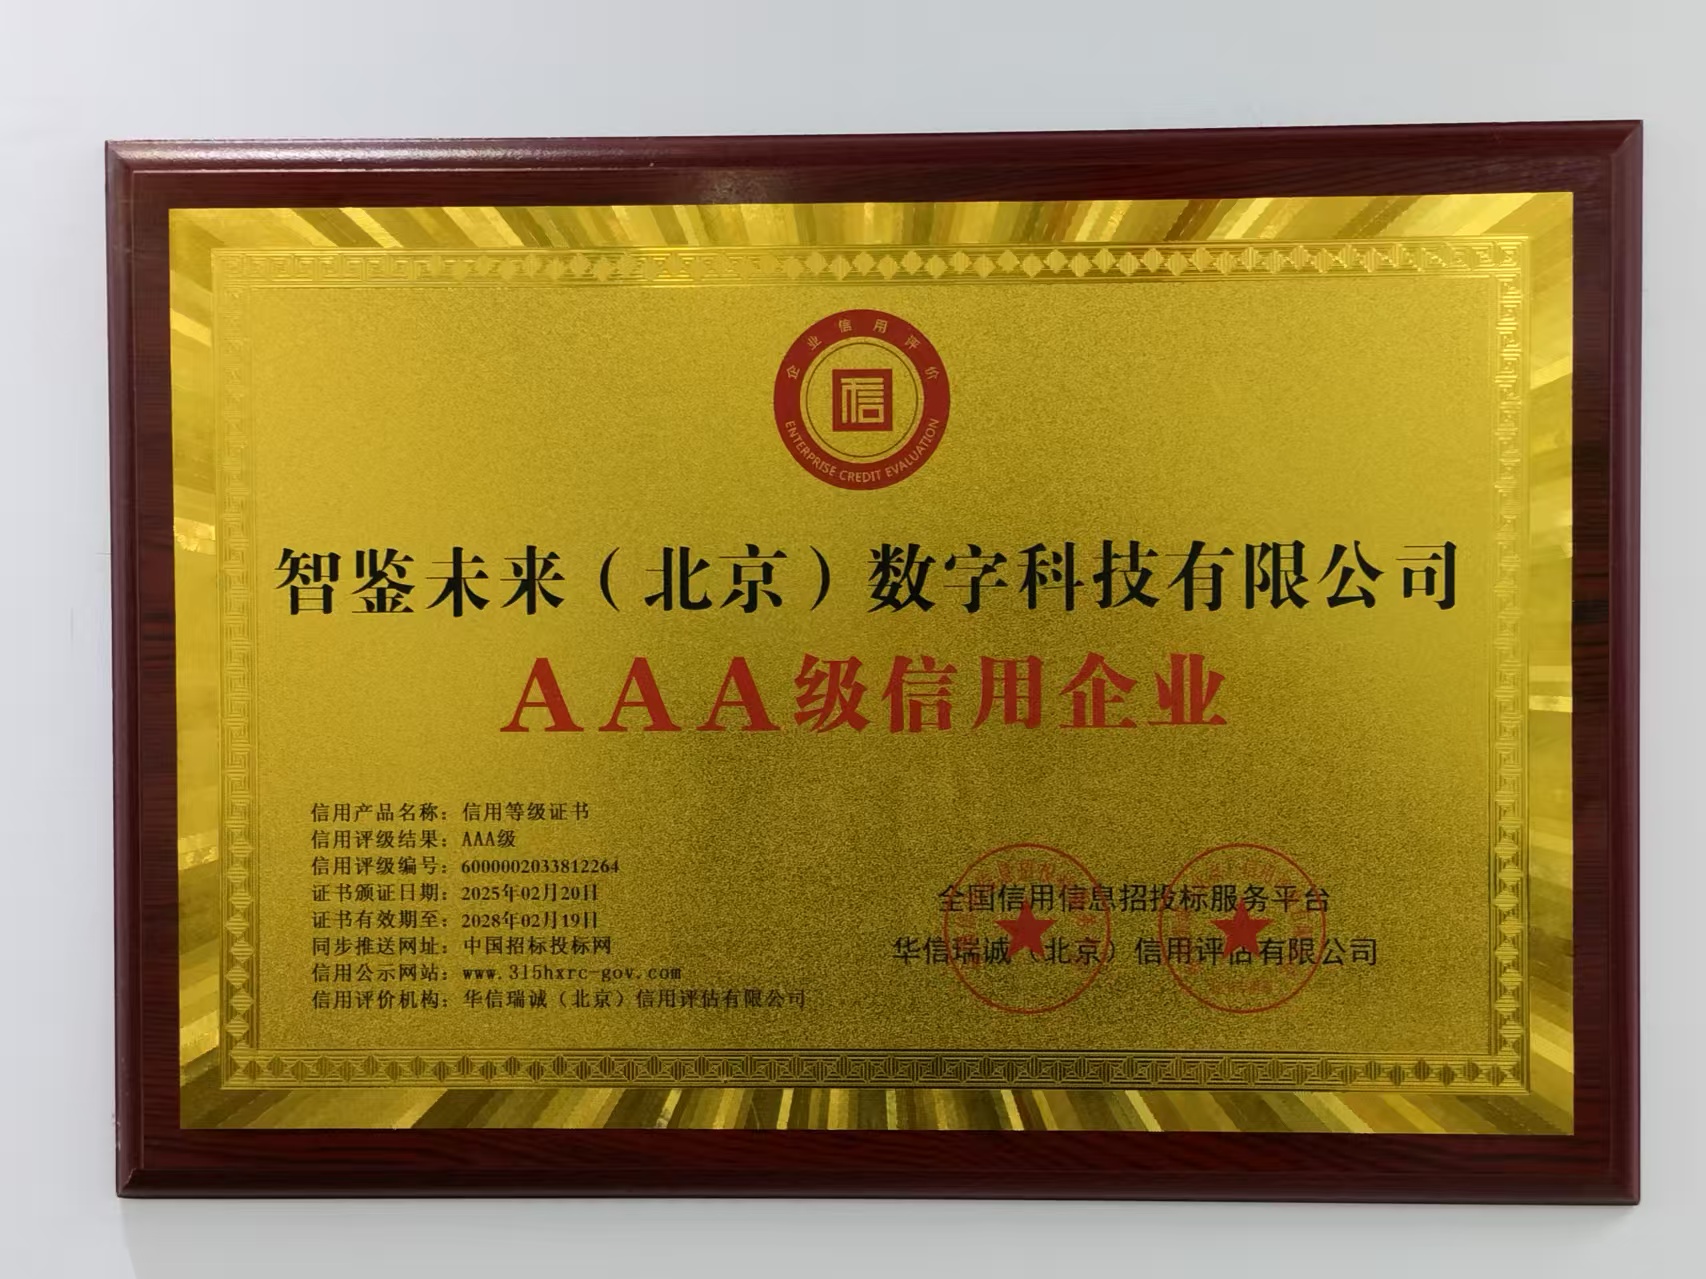 企业信用评价
信
ENTERPRISE CREDIT EVALUATION
智鉴未来（北京）数字科技有限公司
AAA级信用企业
信用产品名称：信用等级证书
信用评级结果：AAA级
信用评级编号：6000002033812264
证书颁证日期：2025年02月20日
证书有效期至：2028年02月19日
同步推送网址：中国招标投标网
信用公示网站：www.315hxrc-gov.com
信用评价机构：华信瑞诚（北京）信用评估有限公司
全国信用信息招投标服务平台
华信瑞诚（北京）信用评估有限公司